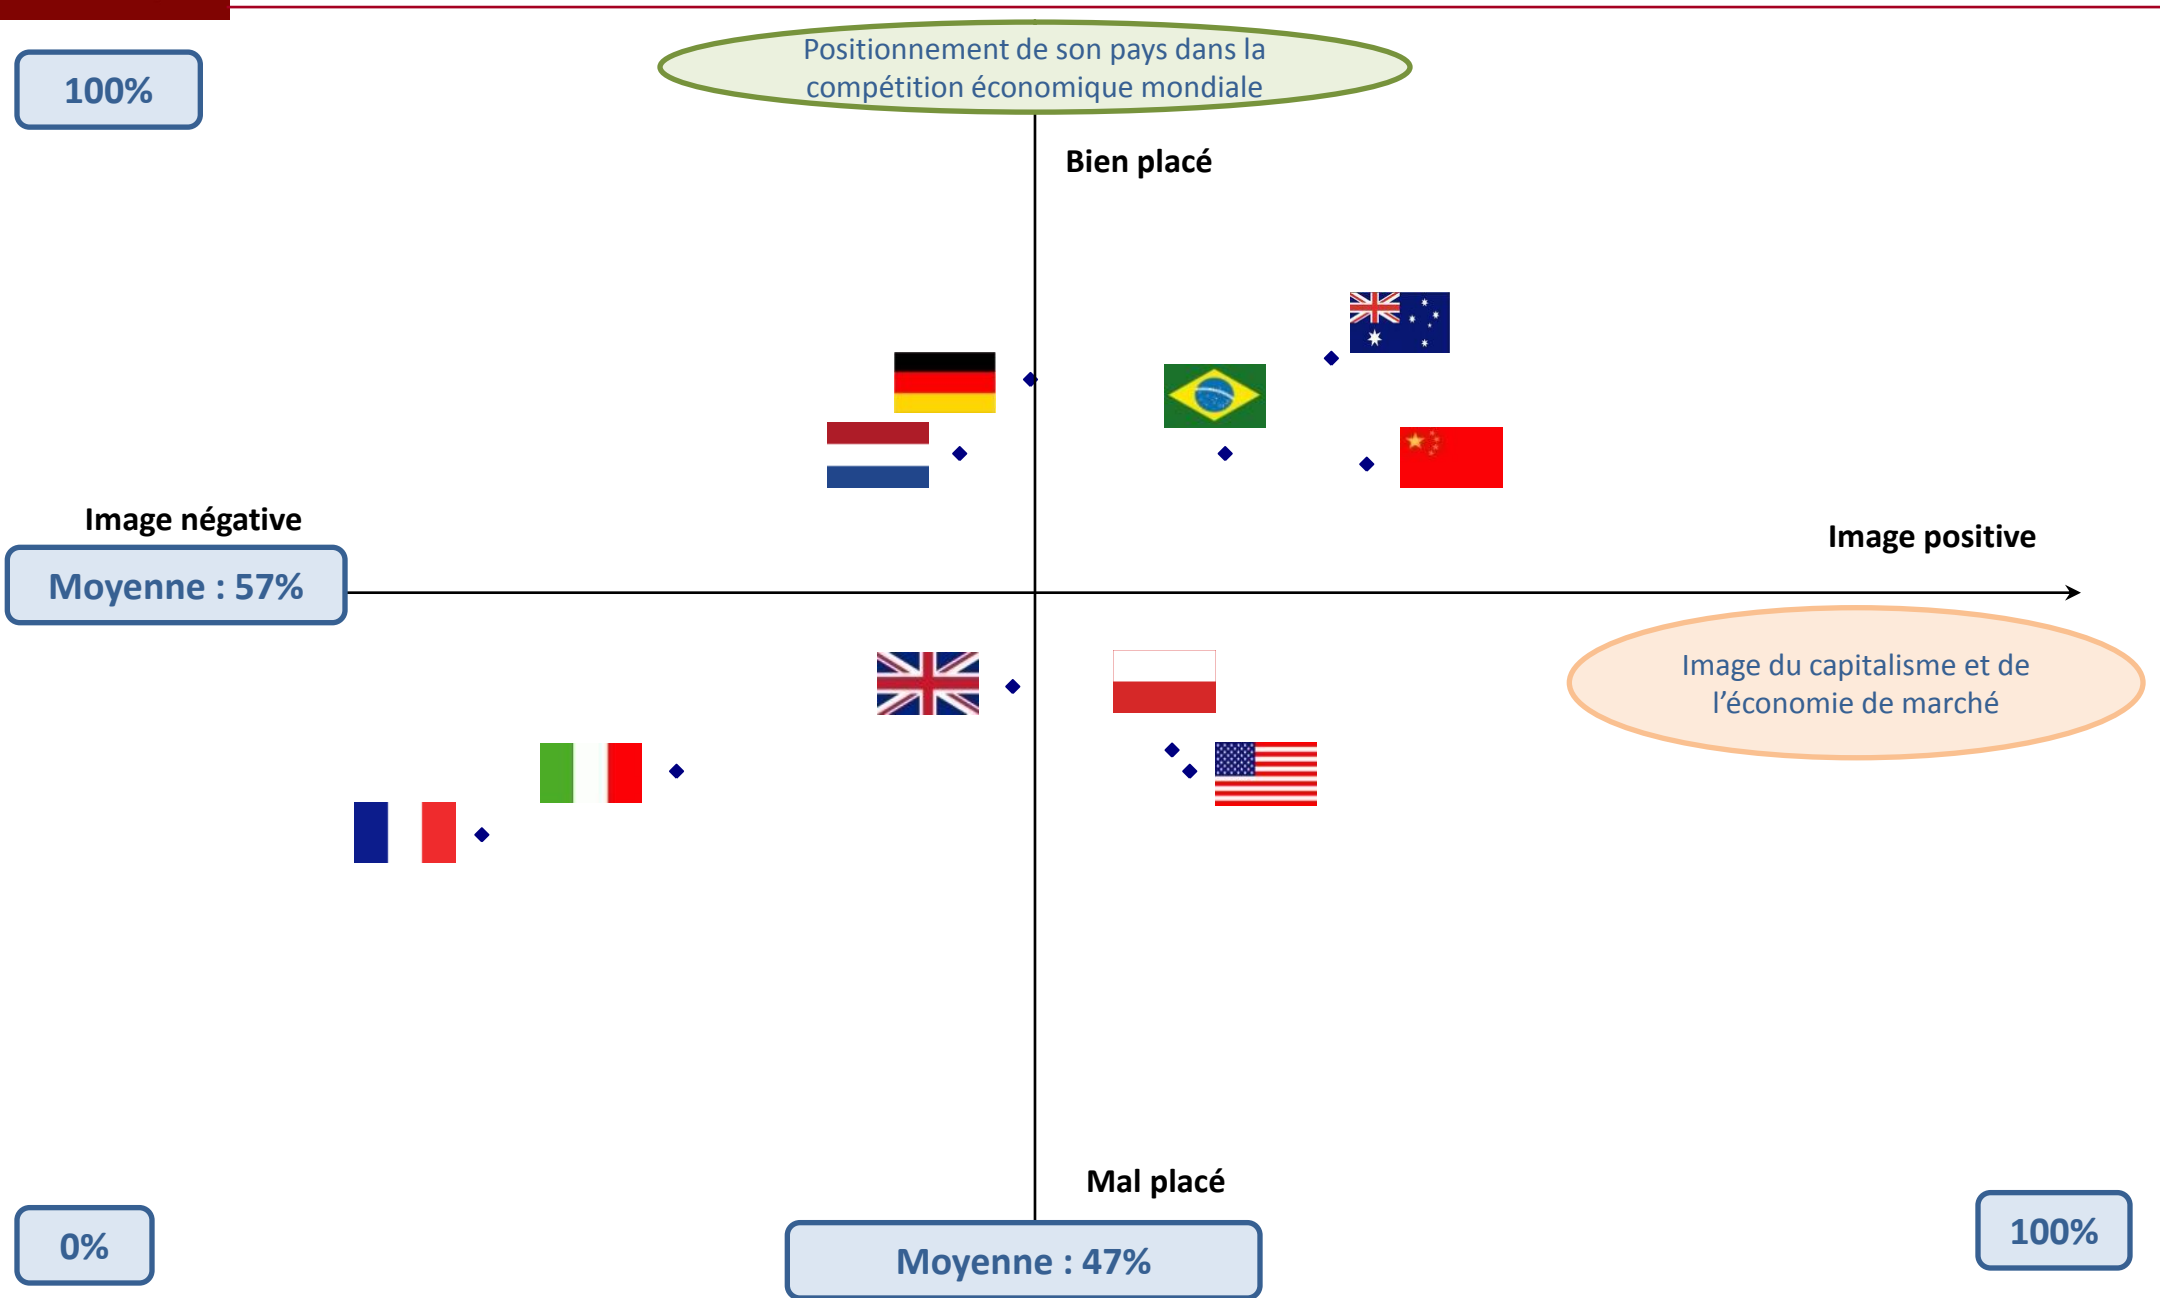 Positionnement de son pays dans la
compétition économique mondiale
100%
Bien placé
Image négative
Image positive
Moyenne : 57%
Image du capitalisme et de
l’économie de marché
Mal placé
0%
Moyenne : 47%
100%